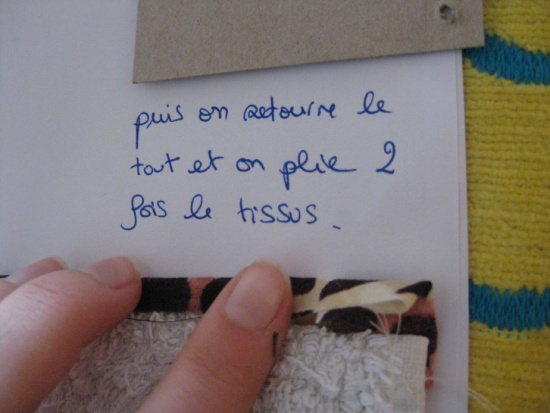 puis on retourne le
tout et on plie 2
fois le tissus.